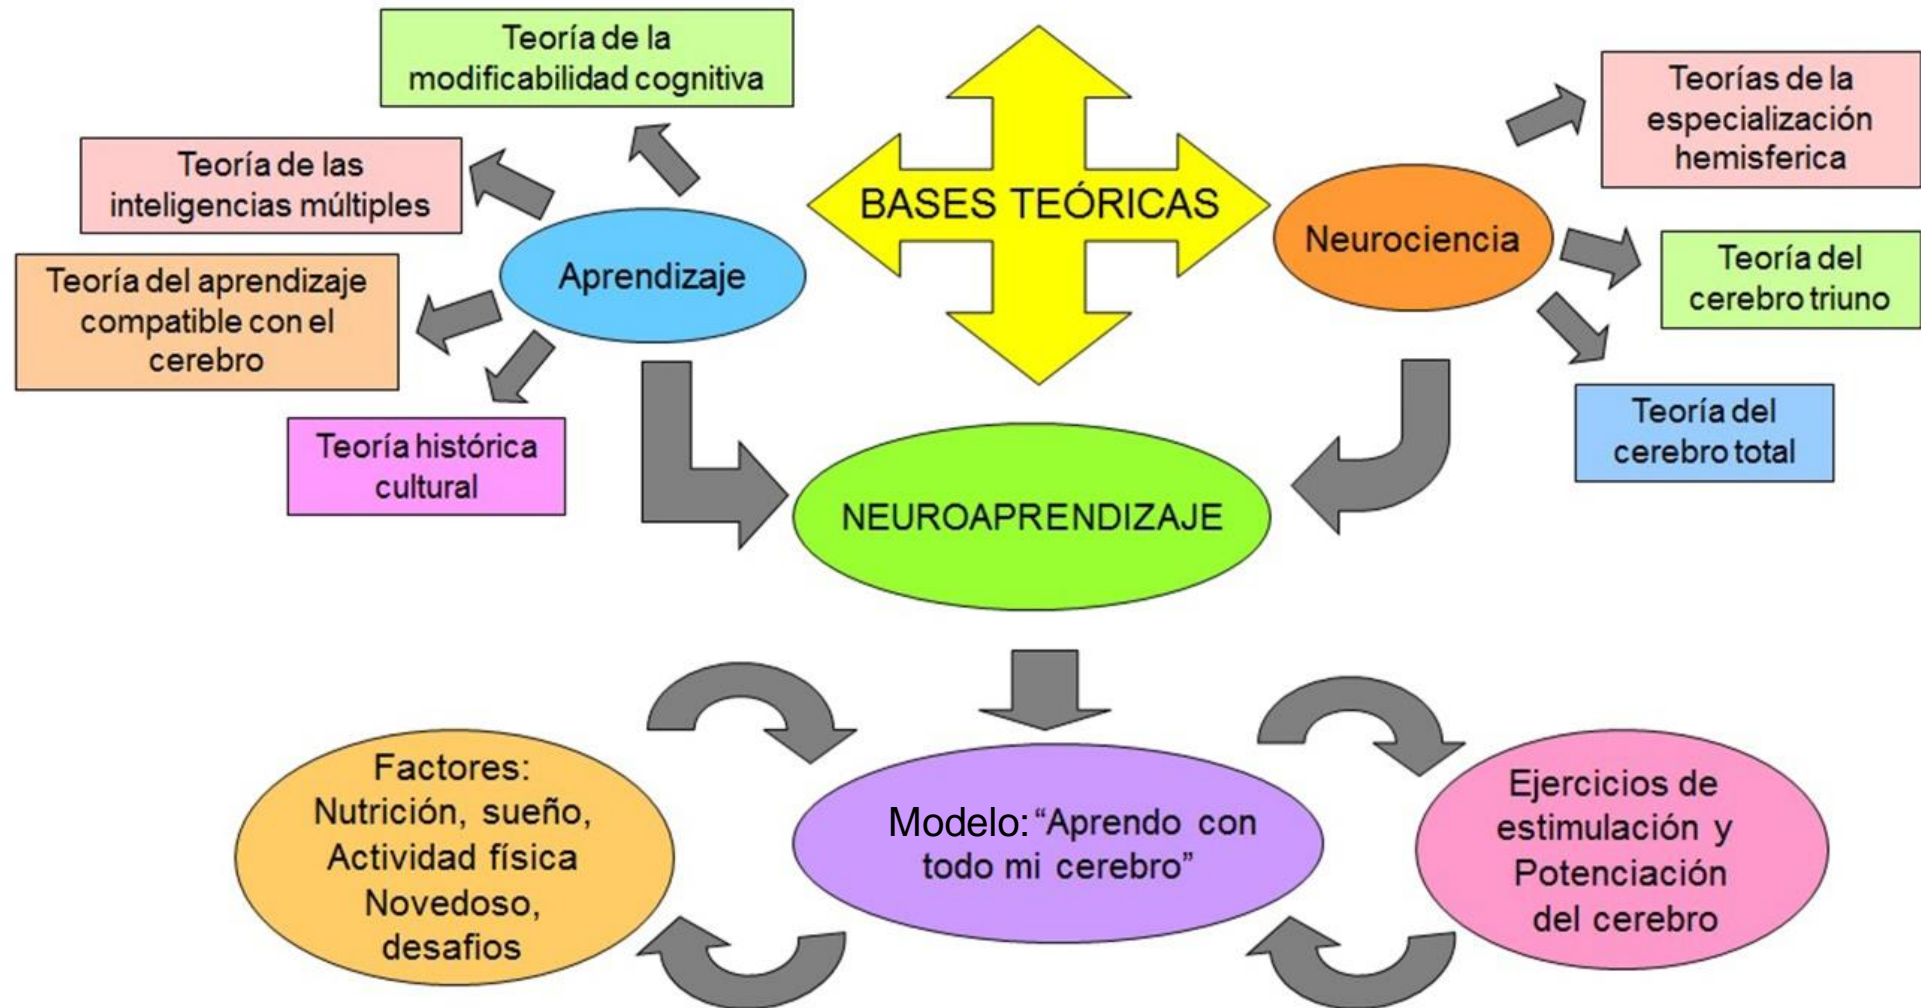 Teoría de la
modificabilidad cognitiva
Teoría de las
inteligencias múltiples
Teoría del aprendizaje
compatible con el
cerebro
Teoría histórica
cultural
Aprendizaje
BASES TEÓRICAS
Neurociencia
Teorías de la
especialización
hemisferica
Teoría del
cerebro triuno
Teoría del
cerebro total
NEUROAPRENDIZAJE
Factores:
Nutrición, sueño,
Actividad física
Novedoso,
desafios
Modelo: “Aprendo con
todo mi cerebro”
Ejercicios de
estimulación y
Potenciación
del cerebro